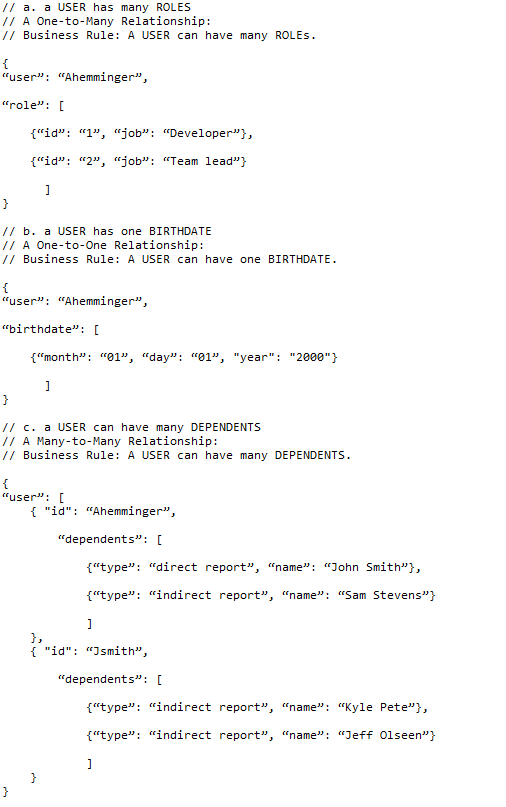 // a. a USER has many ROLES
// A One-to-Many Relationship:
// Business Rule: A USER can have many ROLEs.
{
“user”: “Ahemminger”,
“role”: [
{“id”: “1”, “job”: “Developer”},
{“id”: “2”, “job”: “Team lead”}
]
}
// b. a USER has one BIRTHDATE
// A One-to-One Relationship:
// Business Rule: A USER can have one BIRTHDATE.
{
“user”: “Ahemminger”,
“birthdate”: [
{“month”: “01”, “day”: “01”, "year": "2000"}
]
}
// c. a USER can have many DEPENDENTS
// A Many-to-Many Relationship:
// Business Rule: A USER can have many DEPENDENTS.
{
“user”: [
{ "id": “Ahemminger”,
“dependents”: [
{“type”: “direct report”, “name”: “John Smith”},
{“type”: “indirect report”, “name”: “Sam Stevens”}
]
},
{ "id": “Jsmith”,
“dependents”: [
{“type”: “indirect report”, “name”: “Kyle Pete”},
{“type”: “indirect report”, “name”: “Jeff Olseen”}
]
}
}